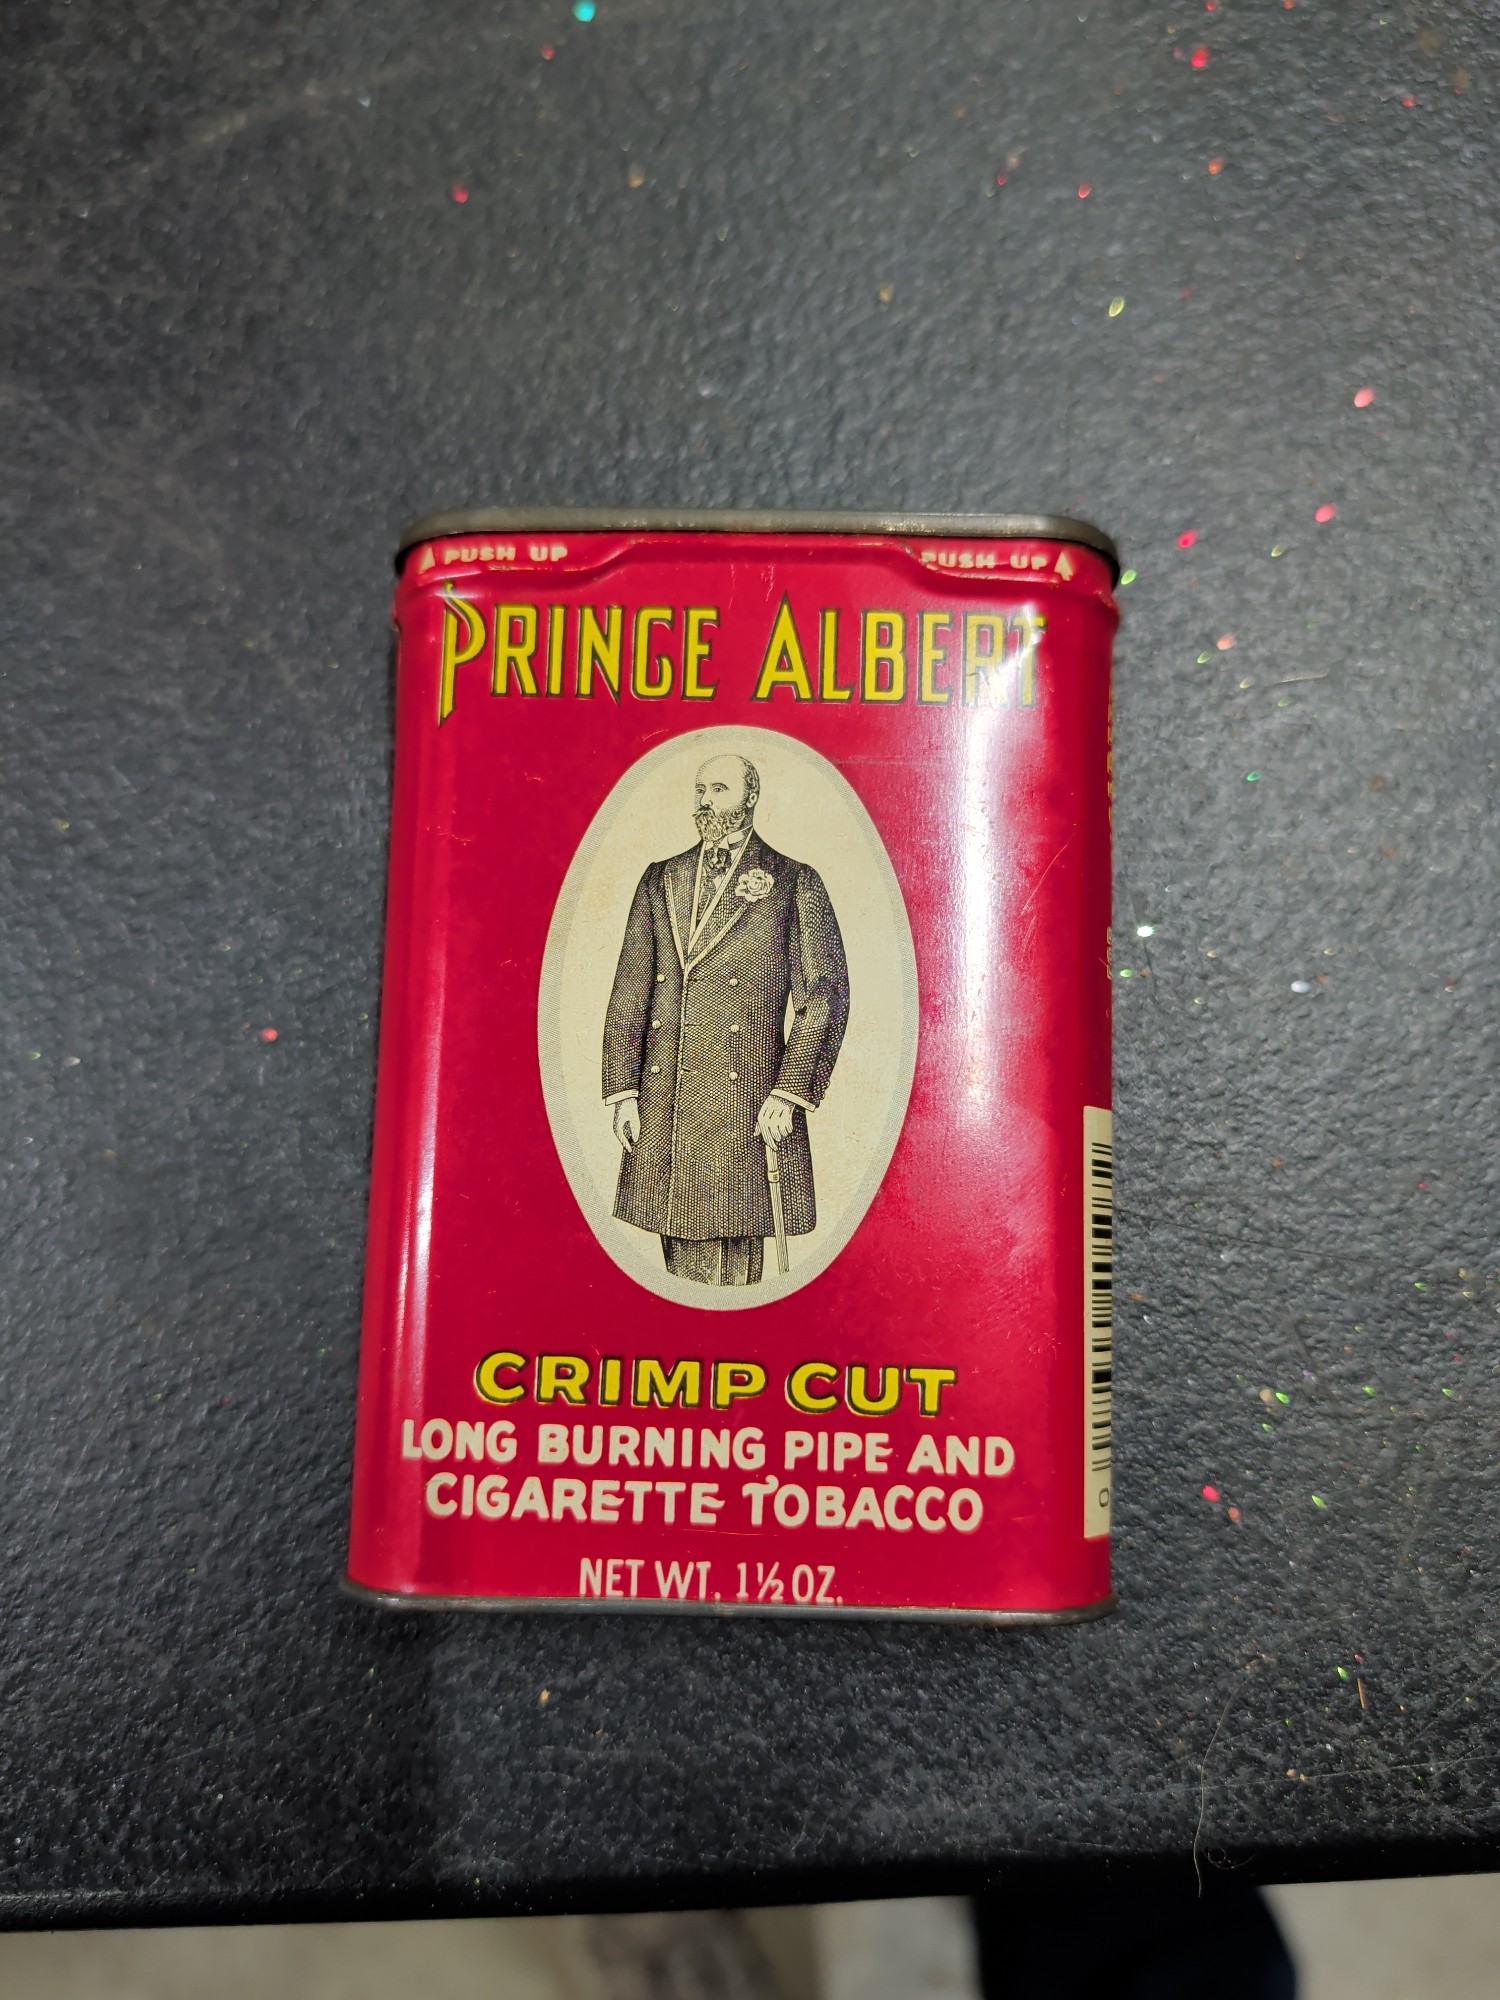 PUSH UP PUSH UP
PRINCE ALBERT
CRIMP CUT
LONG BURNING PIPE AND
CIGARETTE TOBACCO
NET WT. 1½ OZ.
0